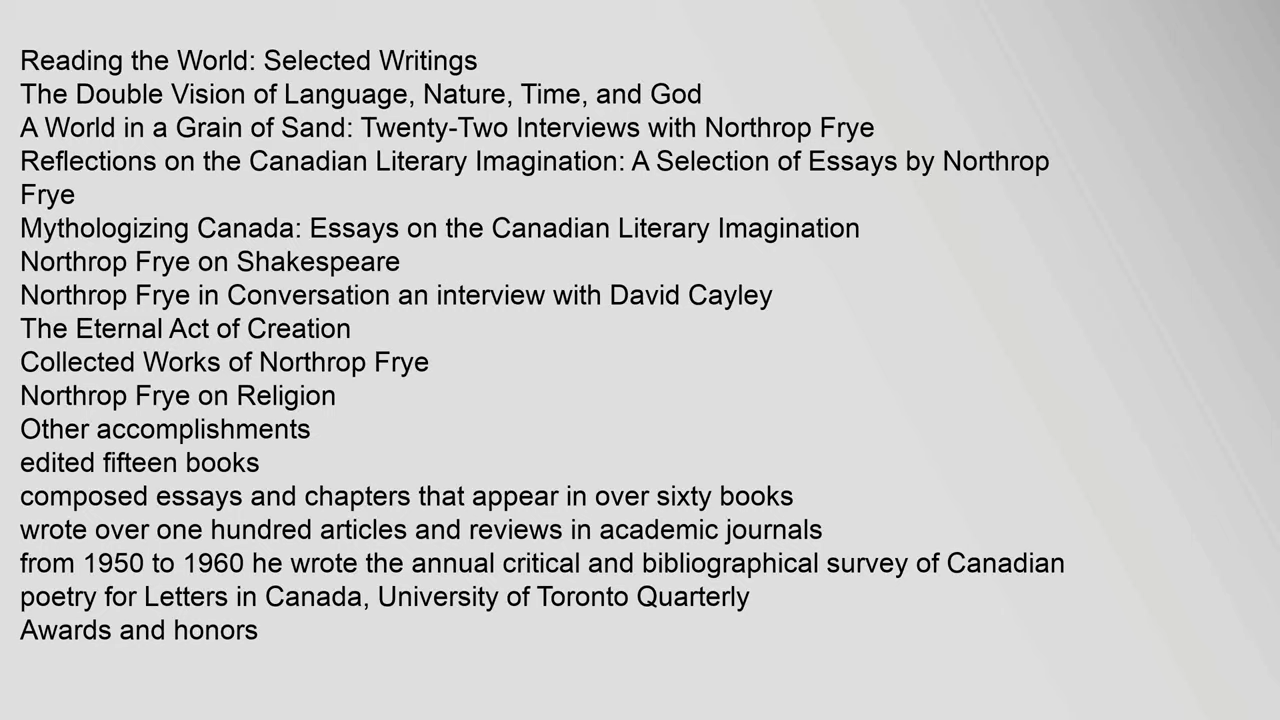 Reading the World: Selected Writings
The Double Vision of Language, Nature, Time, and God
A World in a Grain of Sand: Twenty-Two Interviews with Northrop Frye
Reflections on the Canadian Literary Imagination: A Selection of Essays by Northrop
Frye
Mythologizing Canada: Essays on the Canadian Literary Imagination
Northrop Frye on Shakespeare
Northrop Frye in Conversation an interview with David Cayley
The Eternal Act of Creation
Collected Works of Northrop Frye
Northrop Frye on Religion
Other accomplishments
edited fifteen books
composed essays and chapters that appear in over sixty books
wrote over one hundred articles and reviews in academic journals
from 1950 to 1960 he wrote the annual critical and bibliographical survey of Canadian
poetry for Letters in Canada, University of Toronto Quarterly
Awards and honors